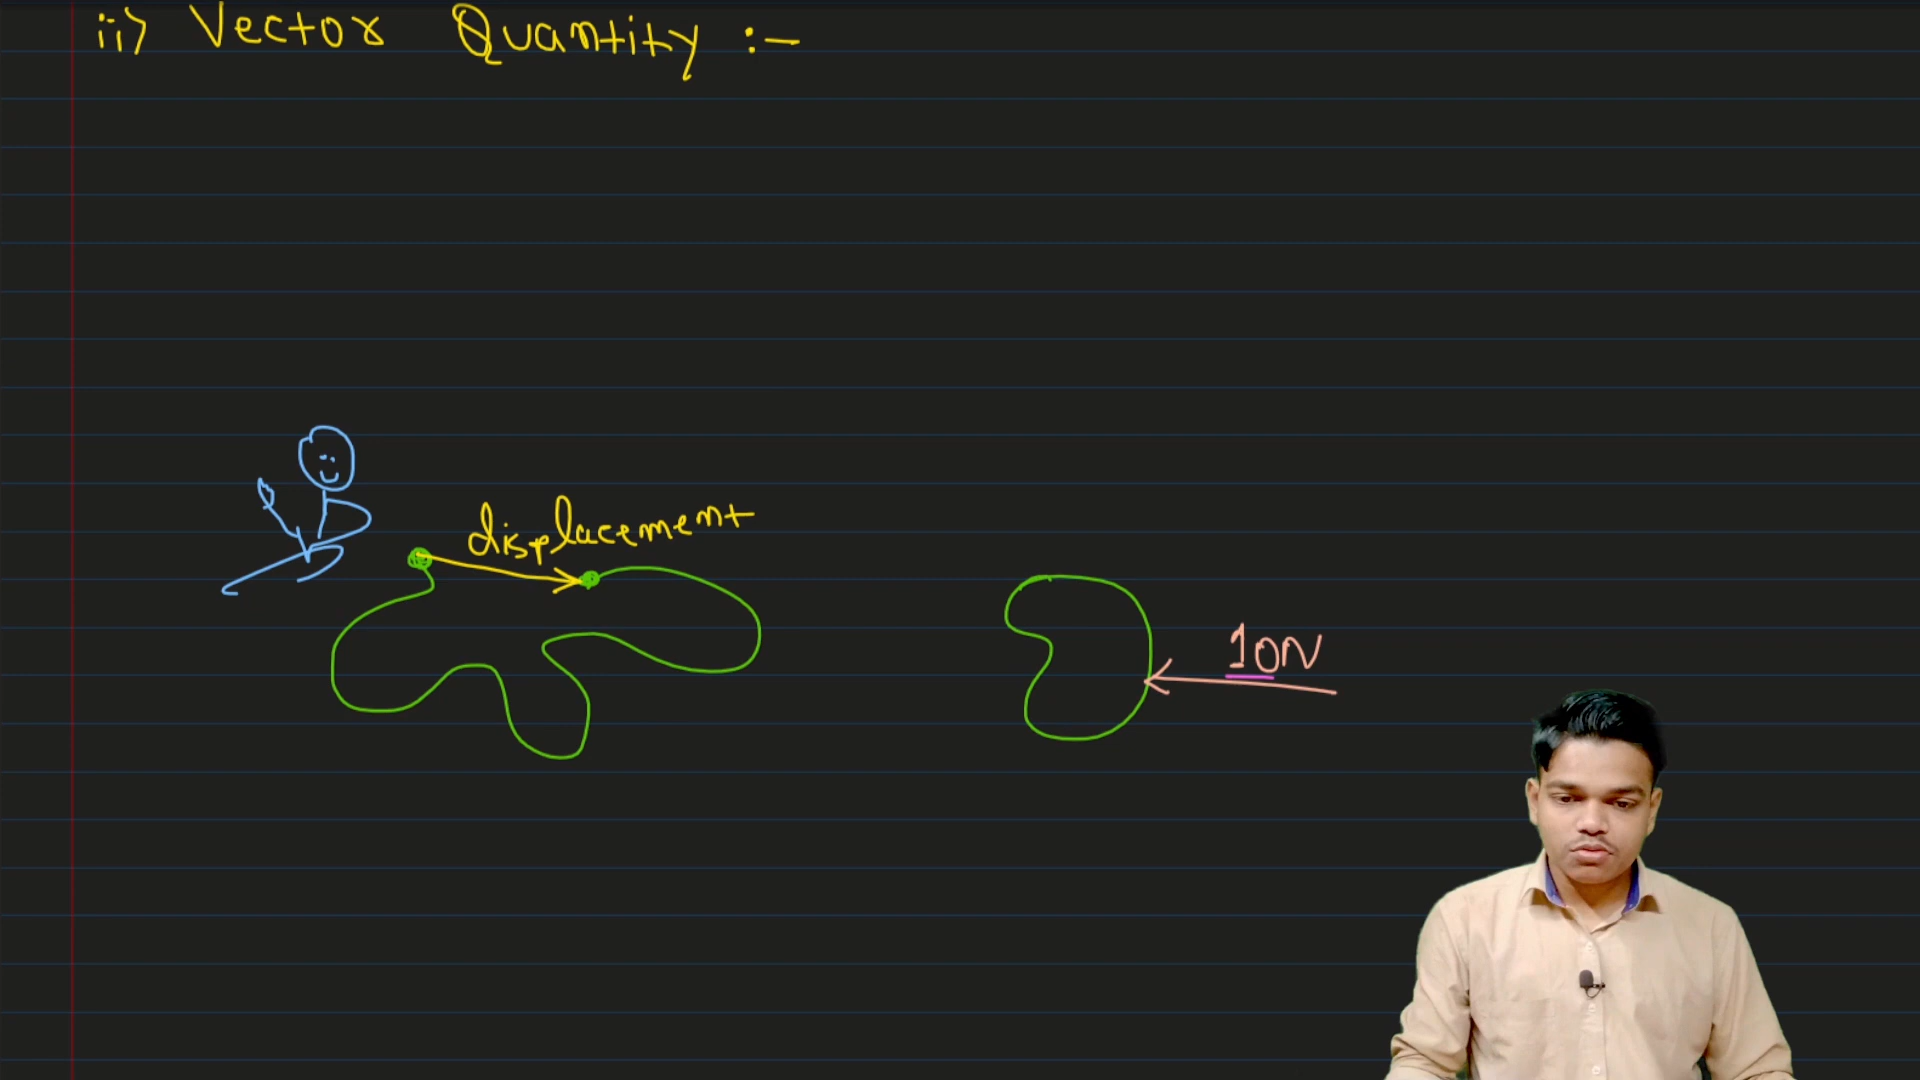 ii) Vector Quantity :-
displacement
10N